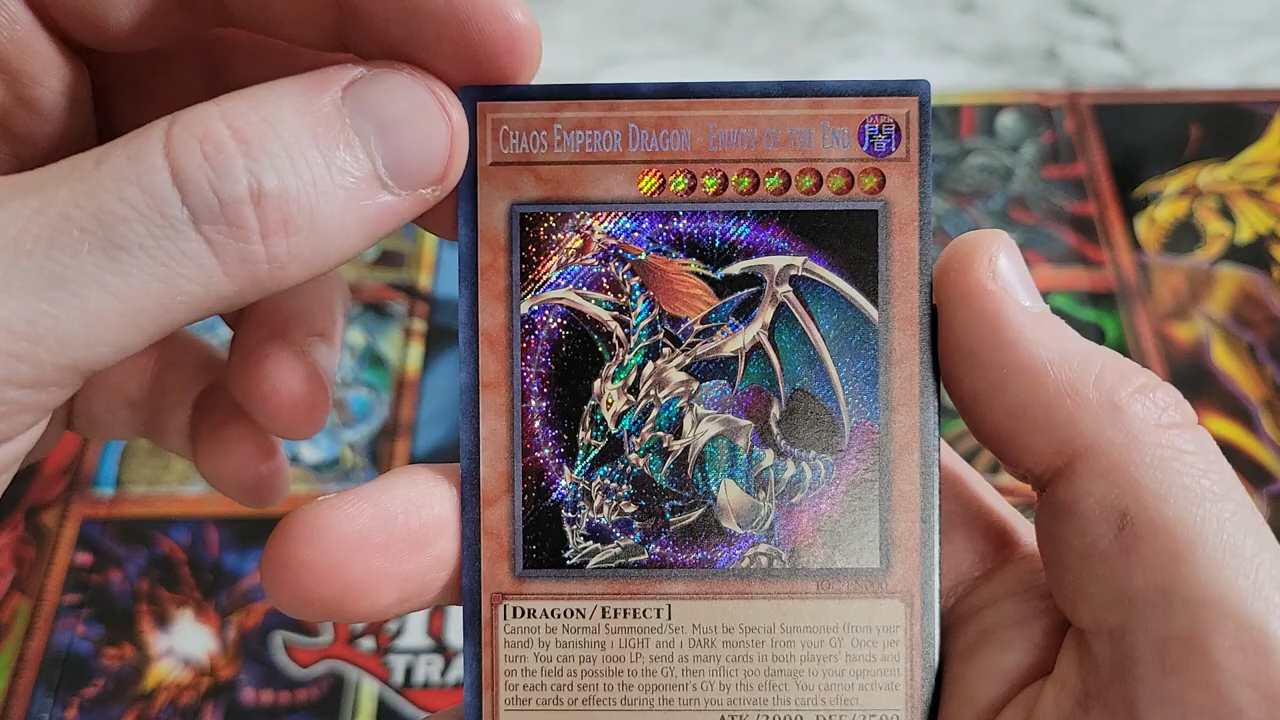 CHAOS EMPEROR DRAGON - ENVOY OF THE END
DARK
闇
[DRAGON/EFFECT]
Cannot be Normal Summoned/Set. Must be Special Summoned (from your
hand) by banishing 1 LIGHT and 1 DARK monster from your GY. Once per
turn: You can pay 1000 LP; send as many cards in both players' hands and
on the field as possible to the GY, then inflict 300 damage to your opponent
for each card sent to the opponent's GY by this effect. You cannot activate
other cards or effects during the turn you activate this card's effect.
ATK/3000 DEF/2500
TRA